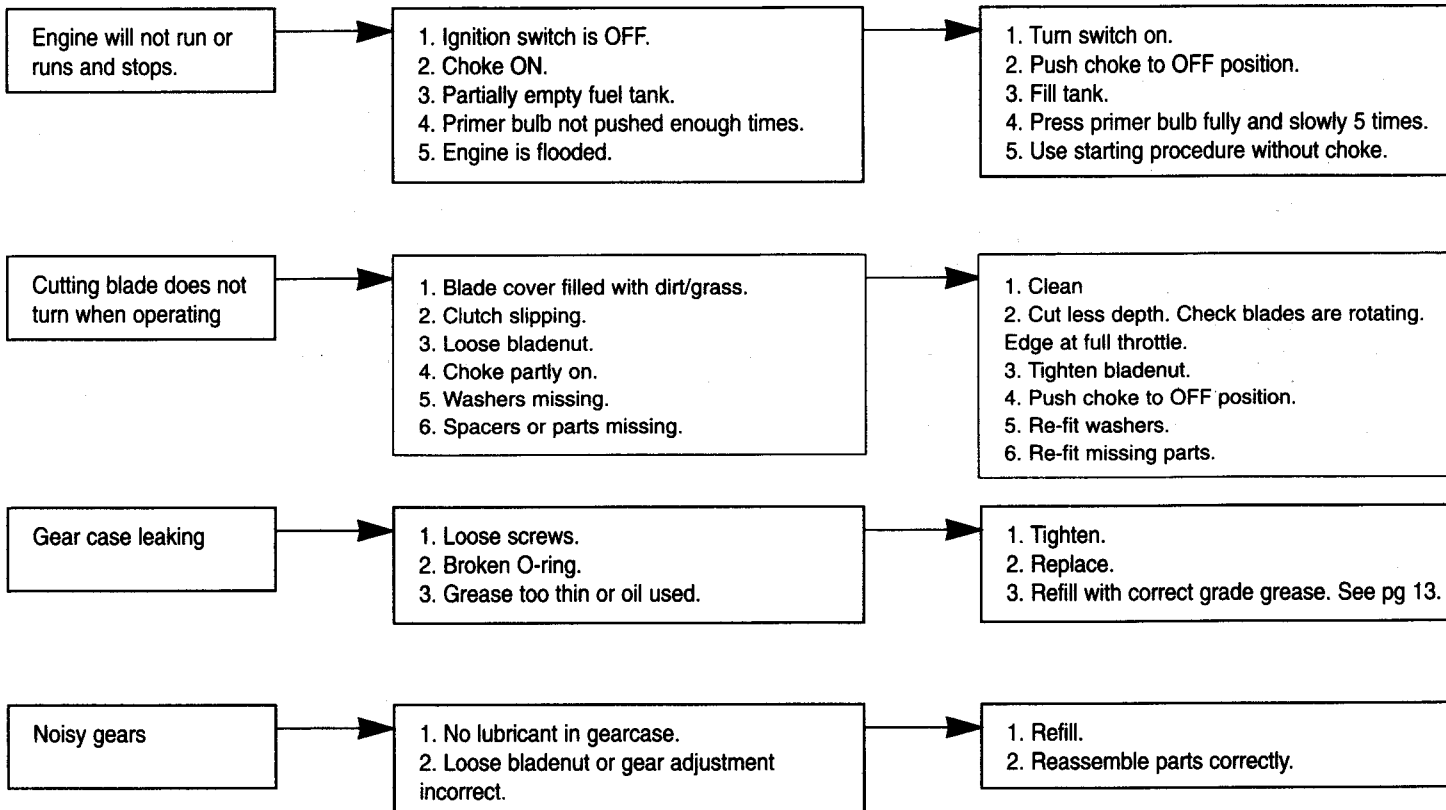 Engine will not run or
runs and stops.
1. Ignition switch is OFF.
2. Choke ON.
3. Partially empty fuel tank.
4. Primer bulb not pushed enough times.
5. Engine is flooded.
1. Turn switch on.
2. Push choke to OFF position.
3. Fill tank.
4. Press primer bulb fully and slowly 5 times.
5. Use starting procedure without choke.
Cutting blade does not
turn when operating
1. Blade cover filled with dirt/grass.
2. Clutch slipping.
3. Loose bladenut.
4. Choke partly on.
5. Washers missing.
6. Spacers or parts missing.
1. Clean
2. Cut less depth. Check blades are rotating.
Edge at full throttle.
3. Tighten bladenut.
4. Push choke to OFF position.
5. Re-fit washers.
6. Re-fit missing parts.
Gear case leaking
1. Loose screws.
2. Broken O-ring.
3. Grease too thin or oil used.
1. Tighten.
2. Replace.
3. Refill with correct grade grease. See pg 13.
Noisy gears
1. No lubricant in gearcase.
2. Loose bladenut or gear adjustment
incorrect.
1. Refill.
2. Reassemble parts correctly.